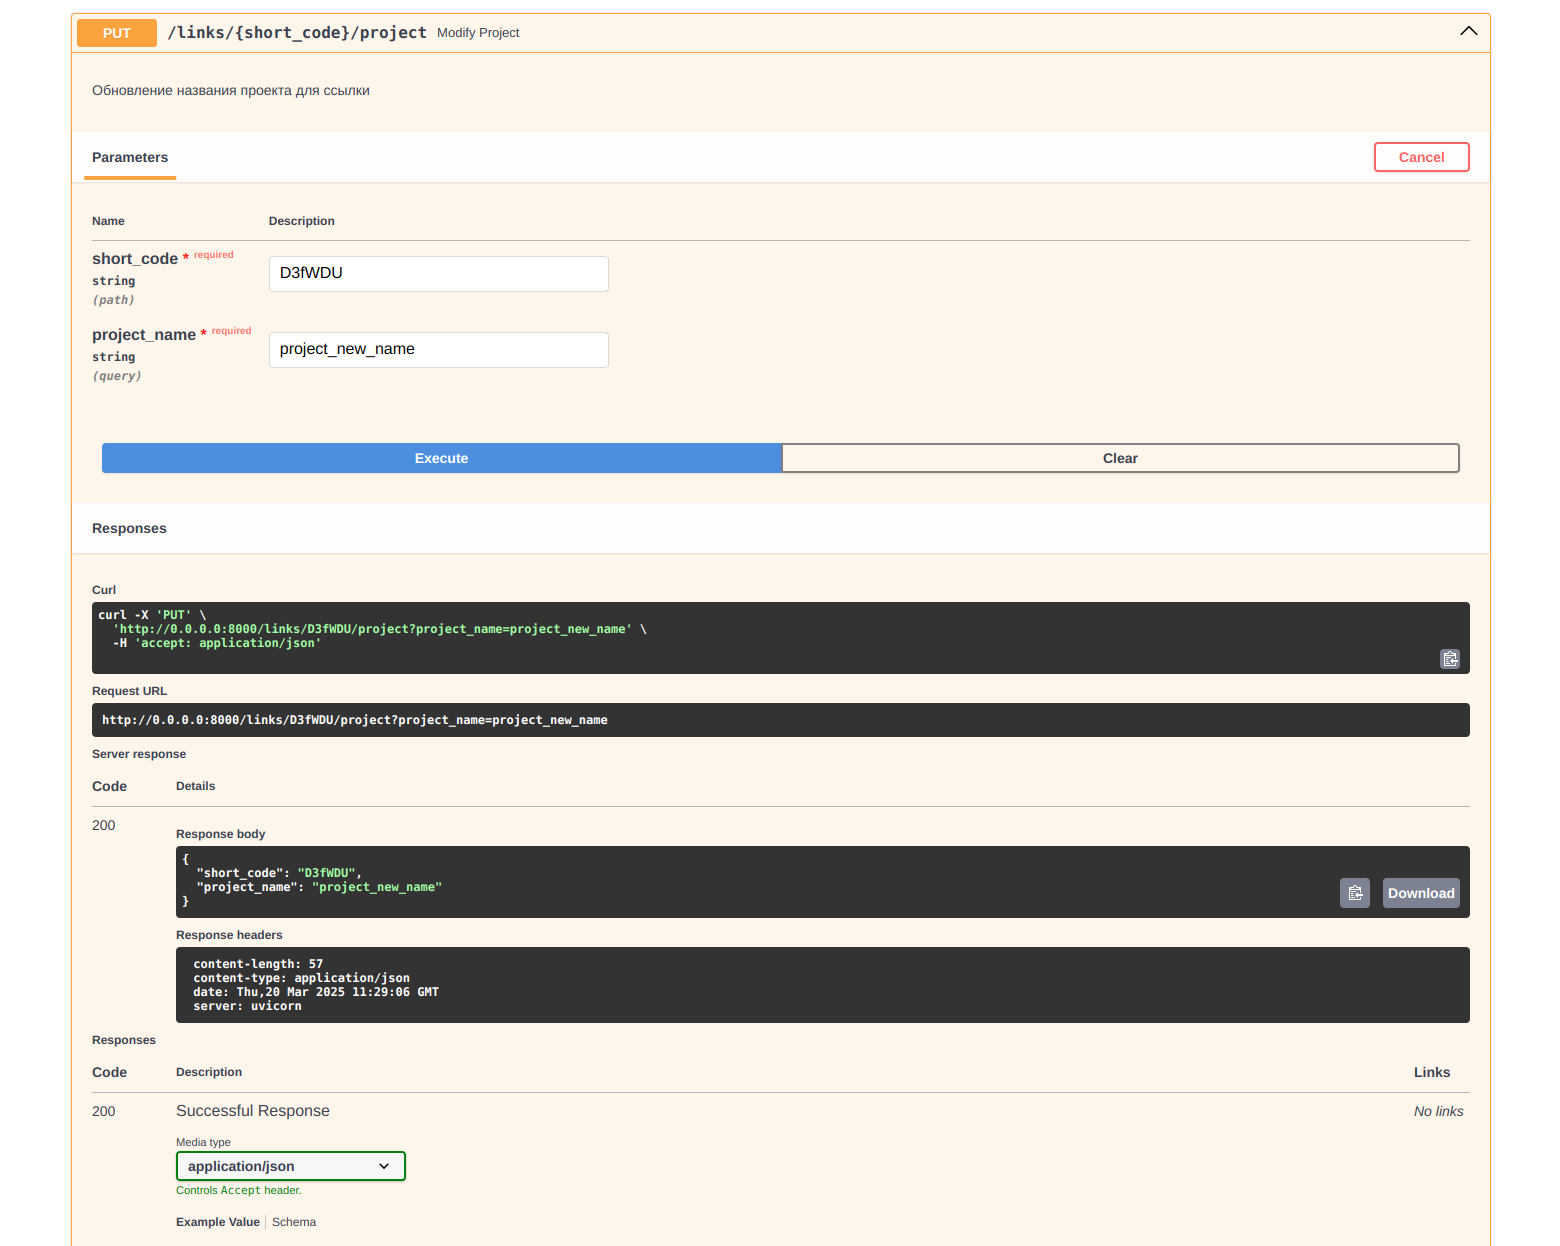 PUT /links/{short_code}/project Modify Project
Обновление названия проекта для ссылки
Parameters
Cancel
Name Description
short_code * required
string
(path)
D3fWDU
project_name * required
string
(query)
project_new_name
Execute Clear
Responses
Curl
curl -X 'PUT' \
  'http://0.0.0.0:8000/links/D3fWDU/project?project_name=project_new_name' \
  -H 'accept: application/json'
Request URL
http://0.0.0.0:8000/links/D3fWDU/project?project_name=project_new_name
Server response
Code Details
200
Response body
{
  "short_code": "D3fWDU",
  "project_name": "project_new_name"
}
Download
Response headers
content-length: 57
content-type: application/json
date: Thu,20 Mar 2025 11:29:06 GMT
server: uvicorn
Responses
Code Description Links
200 Successful Response No links
Media type
application/json
Controls Accept header.
Example Value Schema